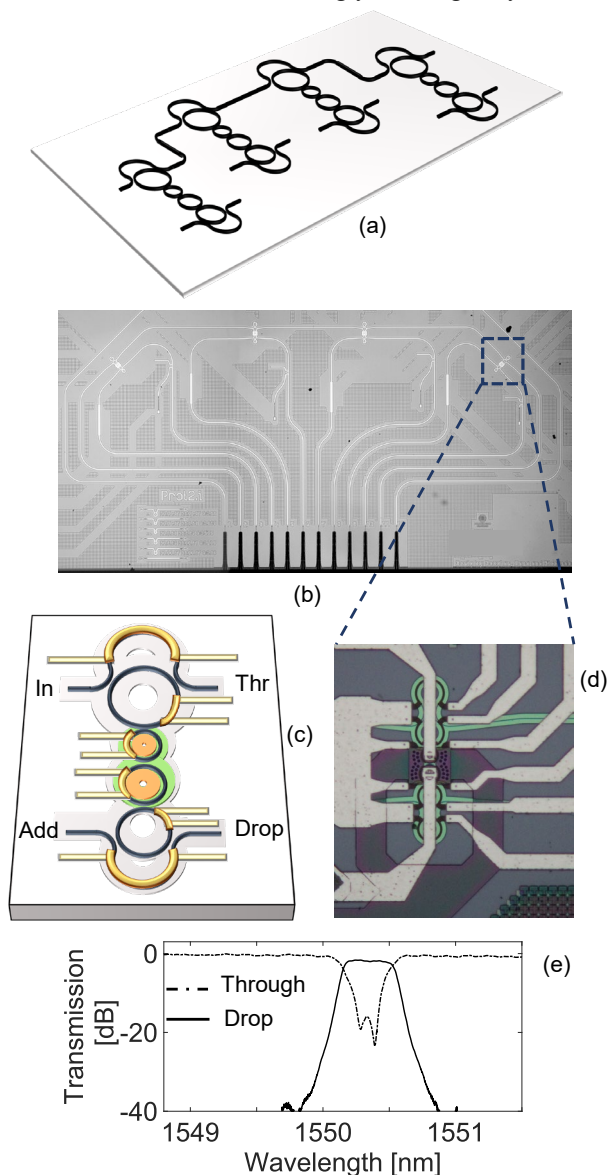 (a)
(b)
(c)
In
Thr
Add
Drop
(d)
(e)
Through
Drop
Transmission
[dB]
0
-20
-40
1549
1550
1551
Wavelength [nm]